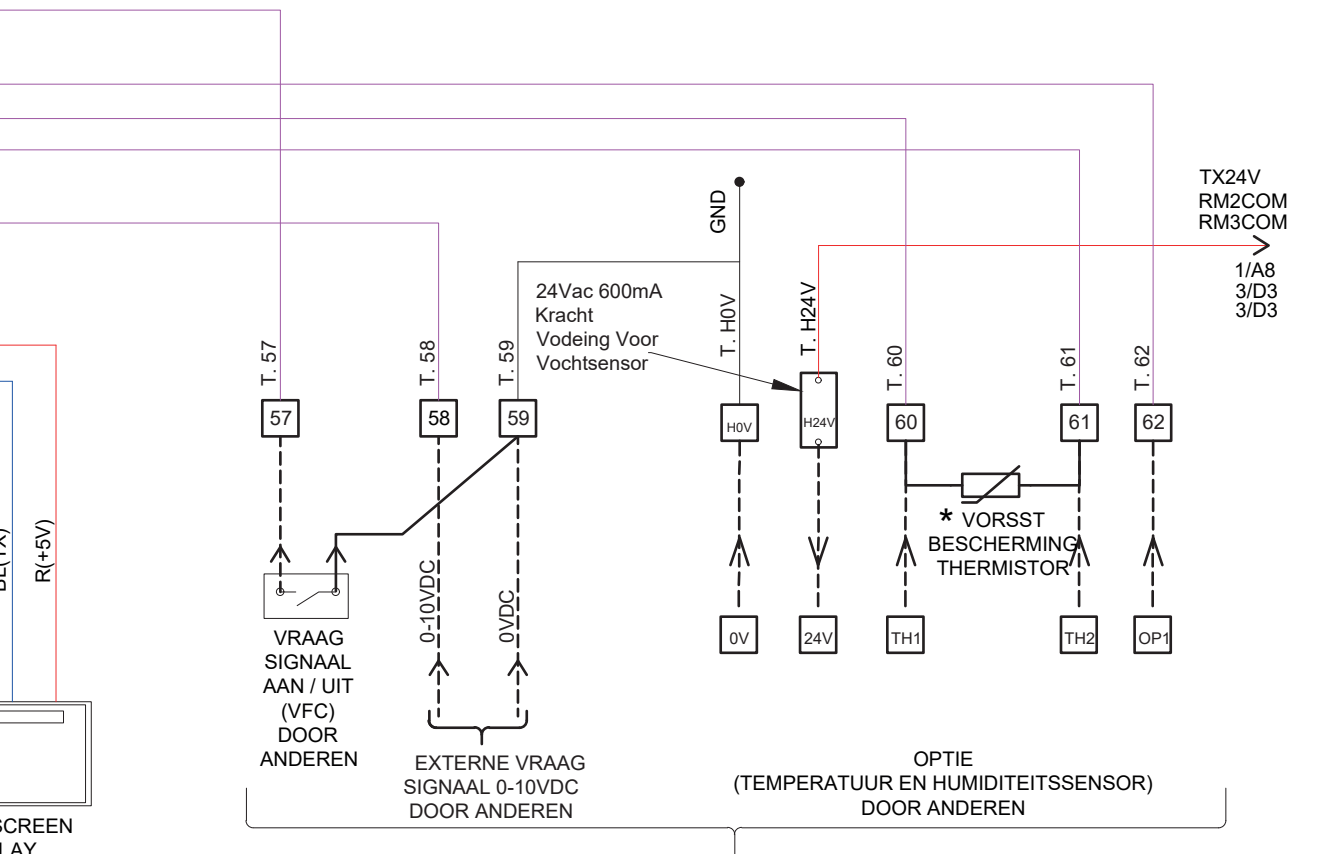 TX24V
RM2COM
RM3COM
1/A8
3/D3
3/D3
GND
24Vac 600mA
Kracht
Vodeing Voor
Vochtsensor
T. 57
T. 58
T. 59
T. H0V
T. H24V
T. 60
T. 61
T. 62
57
58
59
H0V
H24V
60
61
62
R(+5V)
* VORSST
BESCHERMING
THERMISTOR
0-10VDC
0VDC
0V
24V
TH1
TH2
OP1
VRAAG
SIGNAAL
AAN / UIT
(VFC)
DOOR
ANDEREN
EXTERNE VRAAG
SIGNAAL 0-10VDC
DOOR ANDEREN
OPTIE
(TEMPERATUUR EN HUMIDITEITSSENSOR)
DOOR ANDEREN
SCREEN